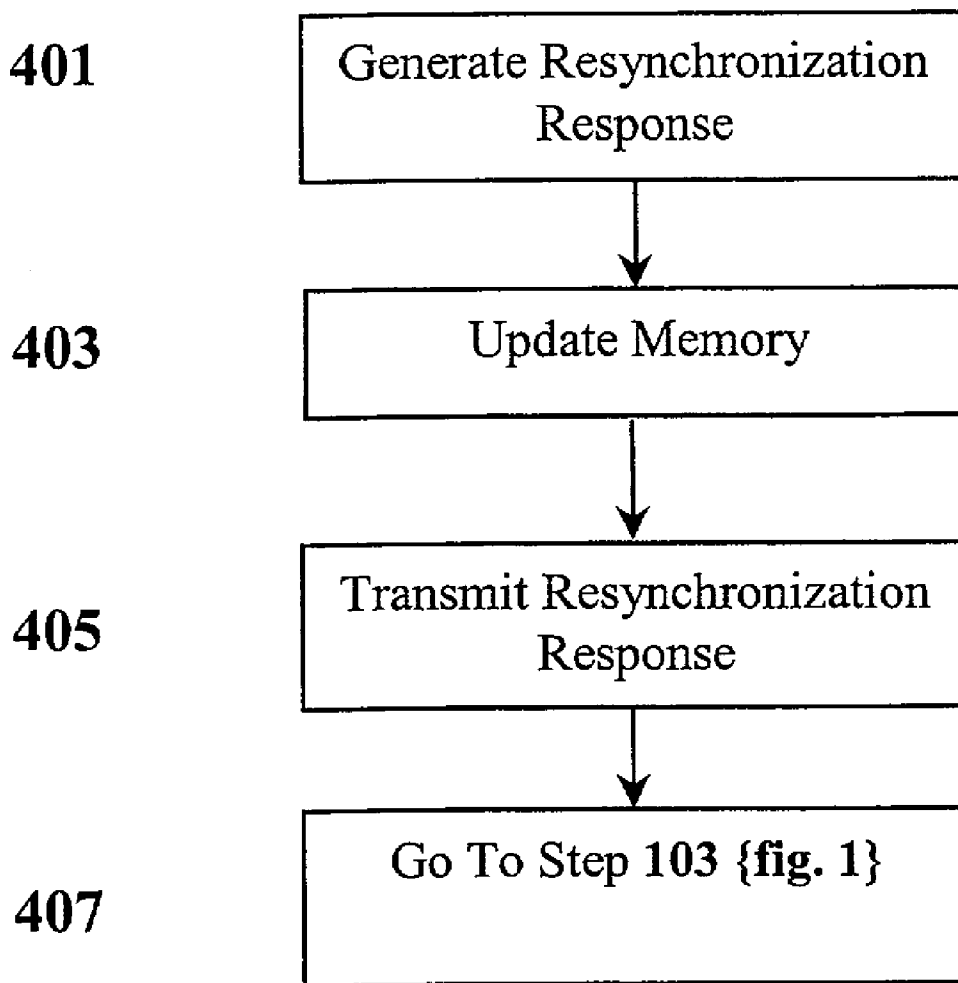 401
Generate Resynchronization
Response
403
Update Memory
405
Transmit Resynchronization
Response
Go To Step 103 {fig. 1}
407